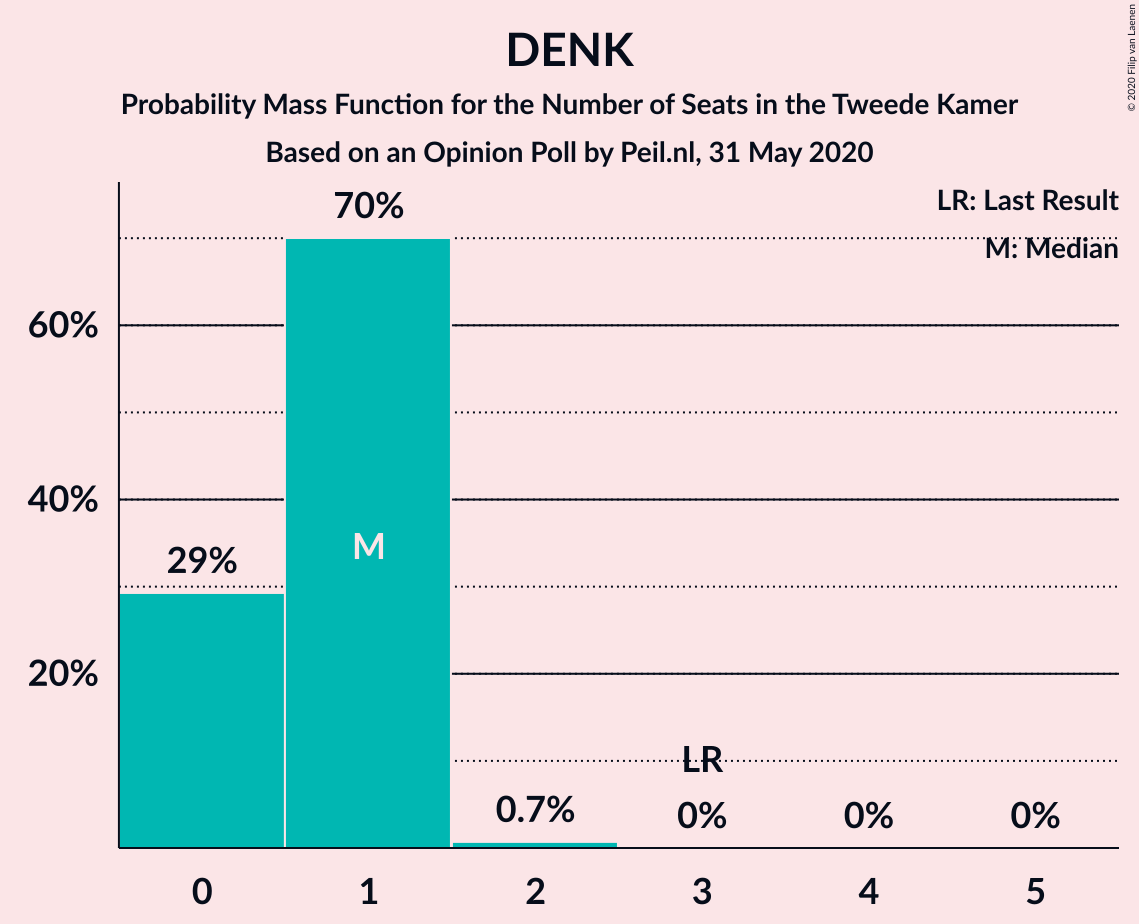 DENK
Probability Mass Function for the Number of Seats in the Tweede Kamer
Based on an Opinion Poll by Peil.nl, 31 May 2020
© 2020 Filip van Laenen
LR: Last Result
M: Median
70%
60%
40%
29%
M
20%
LR
0.7%
0%
0%
0%
0
1
2
3
4
5